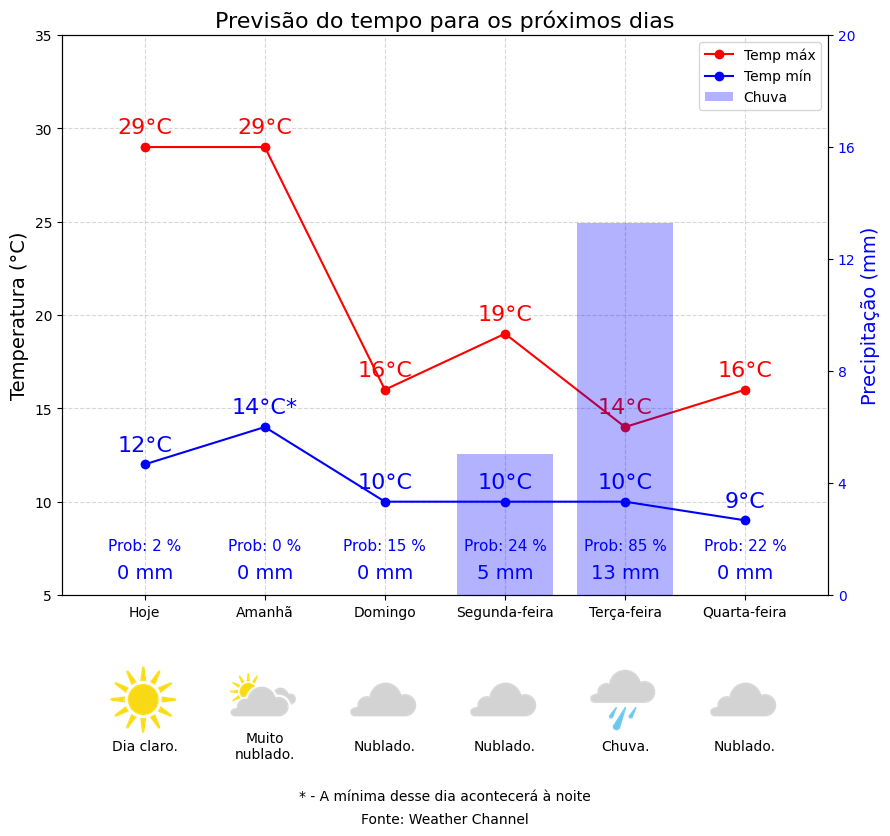 Previsão do tempo para os próximos dias
Temp máx
Temp mín
Chuva
35
30
25
20
15
10
5
Temperatura (°C)
20
16
12
8
4
0
Precipitação (mm)
29°C 29°C 16°C 19°C 14°C 16°C
12°C 14°C* 10°C 10°C 10°C 9°C
Prob: 2 % Prob: 0 % Prob: 15 % Prob: 24 % Prob: 85 % Prob: 22 %
0 mm 0 mm 0 mm 5 mm 13 mm 0 mm
Hoje Amanhã Domingo Segunda-feira Terça-feira Quarta-feira
Dia claro.
Muito
nublado.
Nublado.
Nublado.
Chuva.
Nublado.
* - A mínima desse dia acontecerá à noite
Fonte: Weather Channel